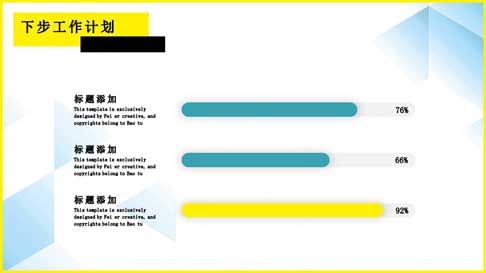 下步工作计划
标题添加
This template is exclusively
designed by Fei er creative, and
copyrights belong to Bao tu
76%
标题添加
This template is exclusively
designed by Fei er creative, and
copyrights belong to Bao tu
66%
标题添加
This template is exclusively
designed by Fei er creative, and
copyrights belong to Bao tu
92%